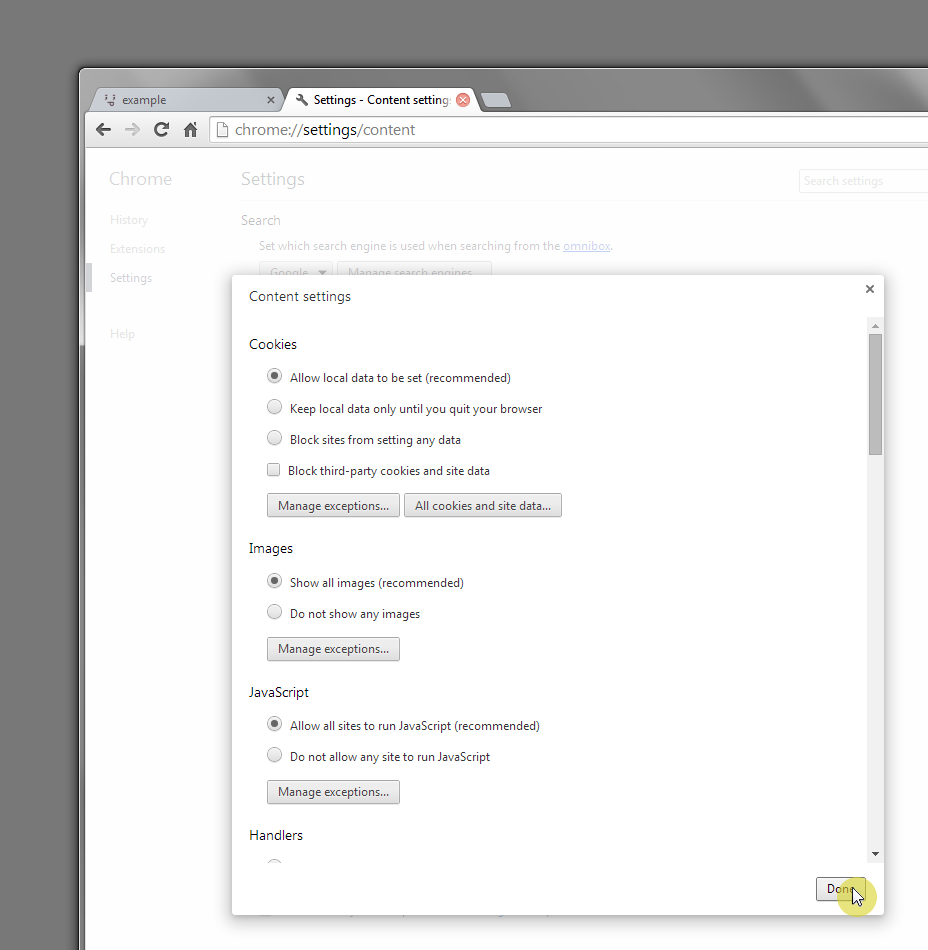 example
Settings - Content setting
chrome://settings/content
Chrome
Settings
Search settings
History
Search
Extensions
Set which search engine is used when searching from the omnibox.
Settings
Google
Manage search engines...
Help
Content settings
Cookies
Allow local data to be set (recommended)
Keep local data only until you quit your browser
Block sites from setting any data
Block third-party cookies and site data
Manage exceptions...
All cookies and site data...
Images
Show all images (recommended)
Do not show any images
Manage exceptions...
JavaScript
Allow all sites to run JavaScript (recommended)
Do not allow any site to run JavaScript
Manage exceptions...
Handlers
Done